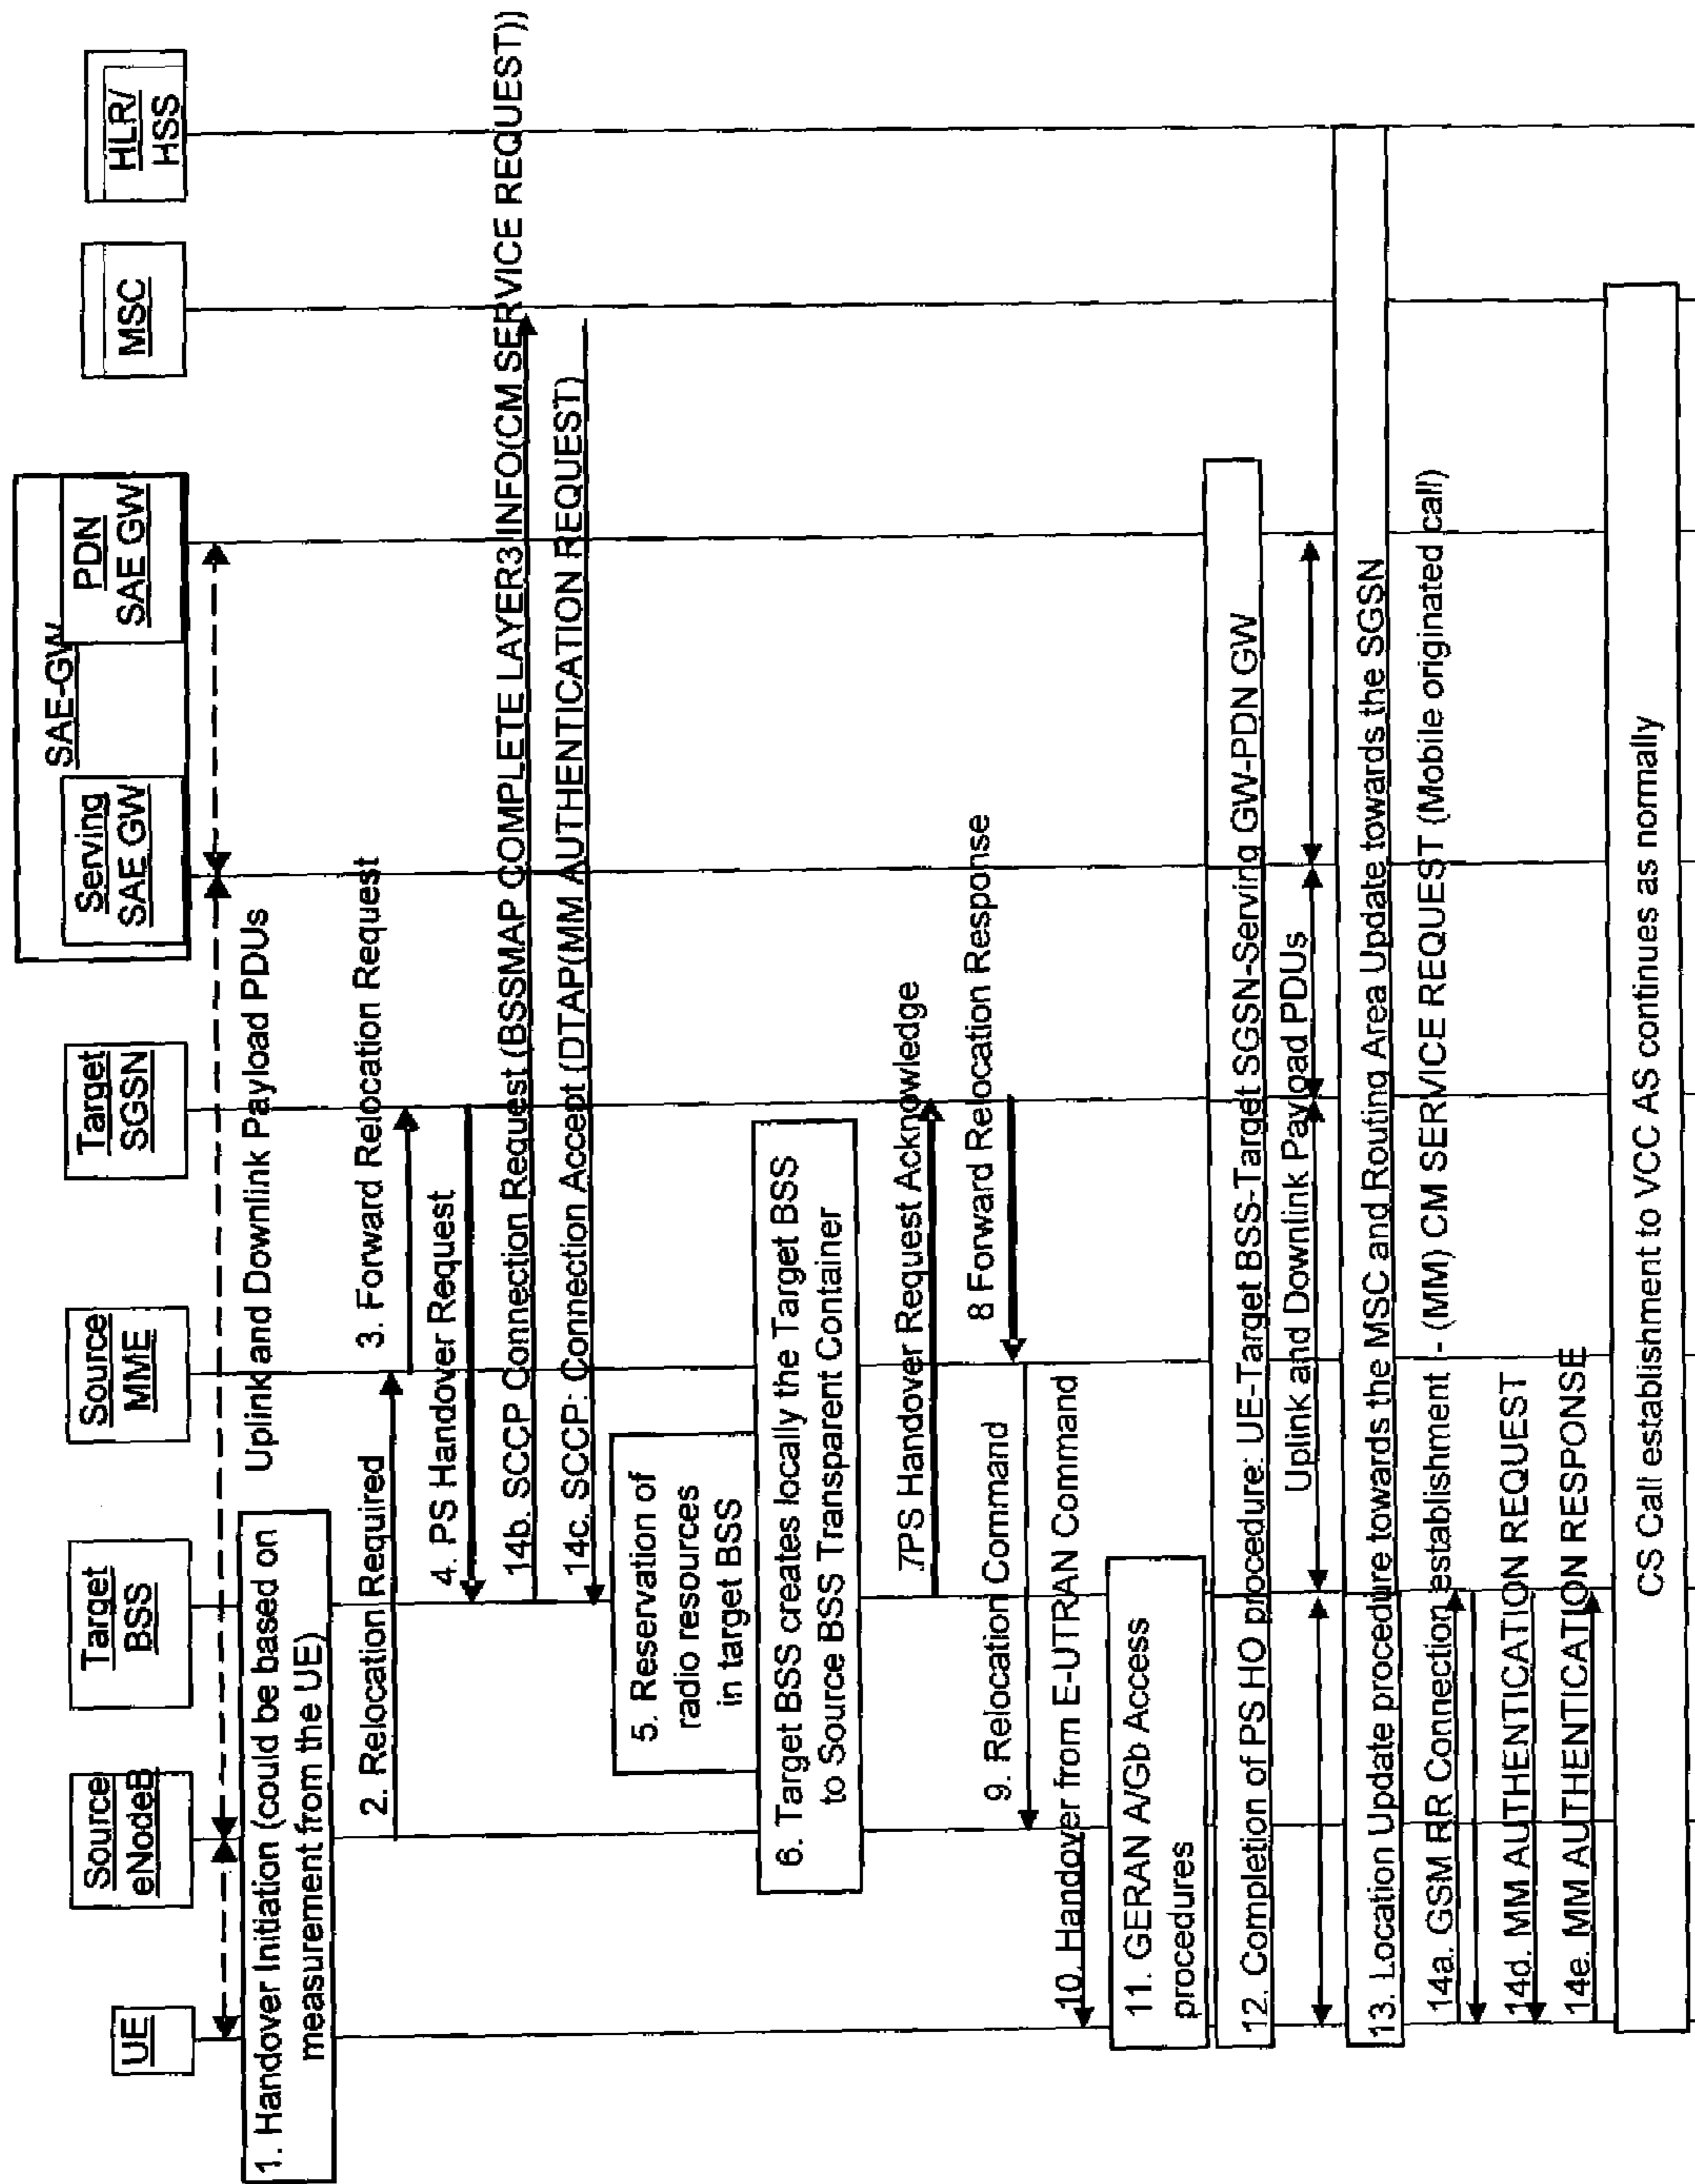 UE
Source
eNodeB
Target
BSS
Source
MME
Target
SGSN
SAE-GW
Serving
SAE GW
PDN
SAE GW
MSC
HLR/
HSS
Uplink and Downlink Payload PDUs
1. Handover Initiation (could be based on
measurement from the UE)
2. Relocation Required
3. Forward Relocation Request
4. PS Handover Request
14b. SCCP Connection Request (BSSMAP COMPLETE LAYER3 INFO(CM SERVICE REQUEST))
14c. SCCP: Connection Accept (DTAP(MM AUTHENTICATION REQUEST)
5. Reservation of
radio resources
in target BSS
6. Target BSS creates locally the Target BSS
to Source BSS Transparent Container
.7PS Handover Request Acknowledge
8 Forward Relocation Response
9. Relocation Command
10. Handover from E-UTRAN Command
11. GERAN A/Gb Access
procedures
12. Completion of PS HO procedure: UE-Target BSS-Target SGSN-Serving GW-PDN GW
Uplink and Downlink Payload PDUs
13. Location Update procedure towards the MSC and Routing Area Update towards the SGSN
14a. GSM RR Connection establishment - (MM) CM SERVICE REQUEST (Mobile originated call)
14d. MM AUTHENTICATION REQUEST
14e. MM AUTHENTICATION RESPONSE
CS Call establishment to VCC AS continues as normally